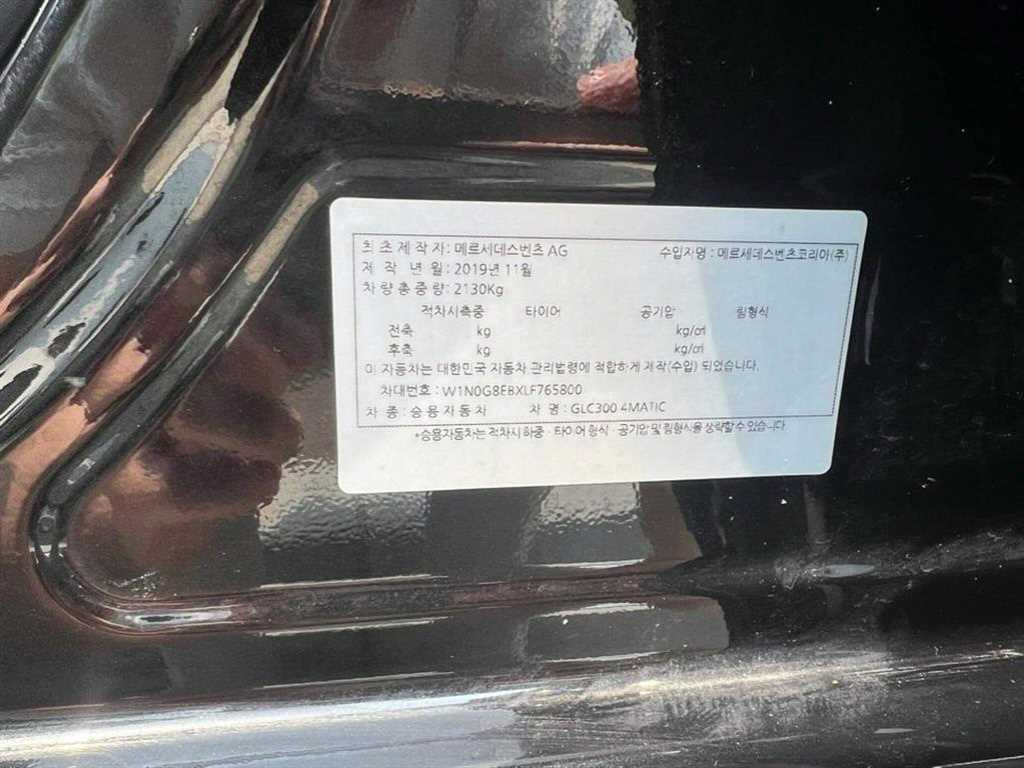 최초제작자: 메르세데스벤츠 AG 수입자명 : 메르세데스벤츠코리아(주)
제 작 년 월 : 2019년 11월
차 량 총 중 량 : 2130Kg
적차시축중 타이어 공기압 림형식
전축 kg kg/㎠
후축 kg kg/㎠
이 자동차는 대한민국 자동차 관리법령에 적합하게 제작(수입) 되었습니다.
차대번호 : W1N0G8EBXLF765800
차 종 : 승용자동차 차 명 : GLC300 4MATIC
*승용자동차는 적차시하중 · 타이어형식 · 공기압 및 림형식을 생략할 수 있습니다